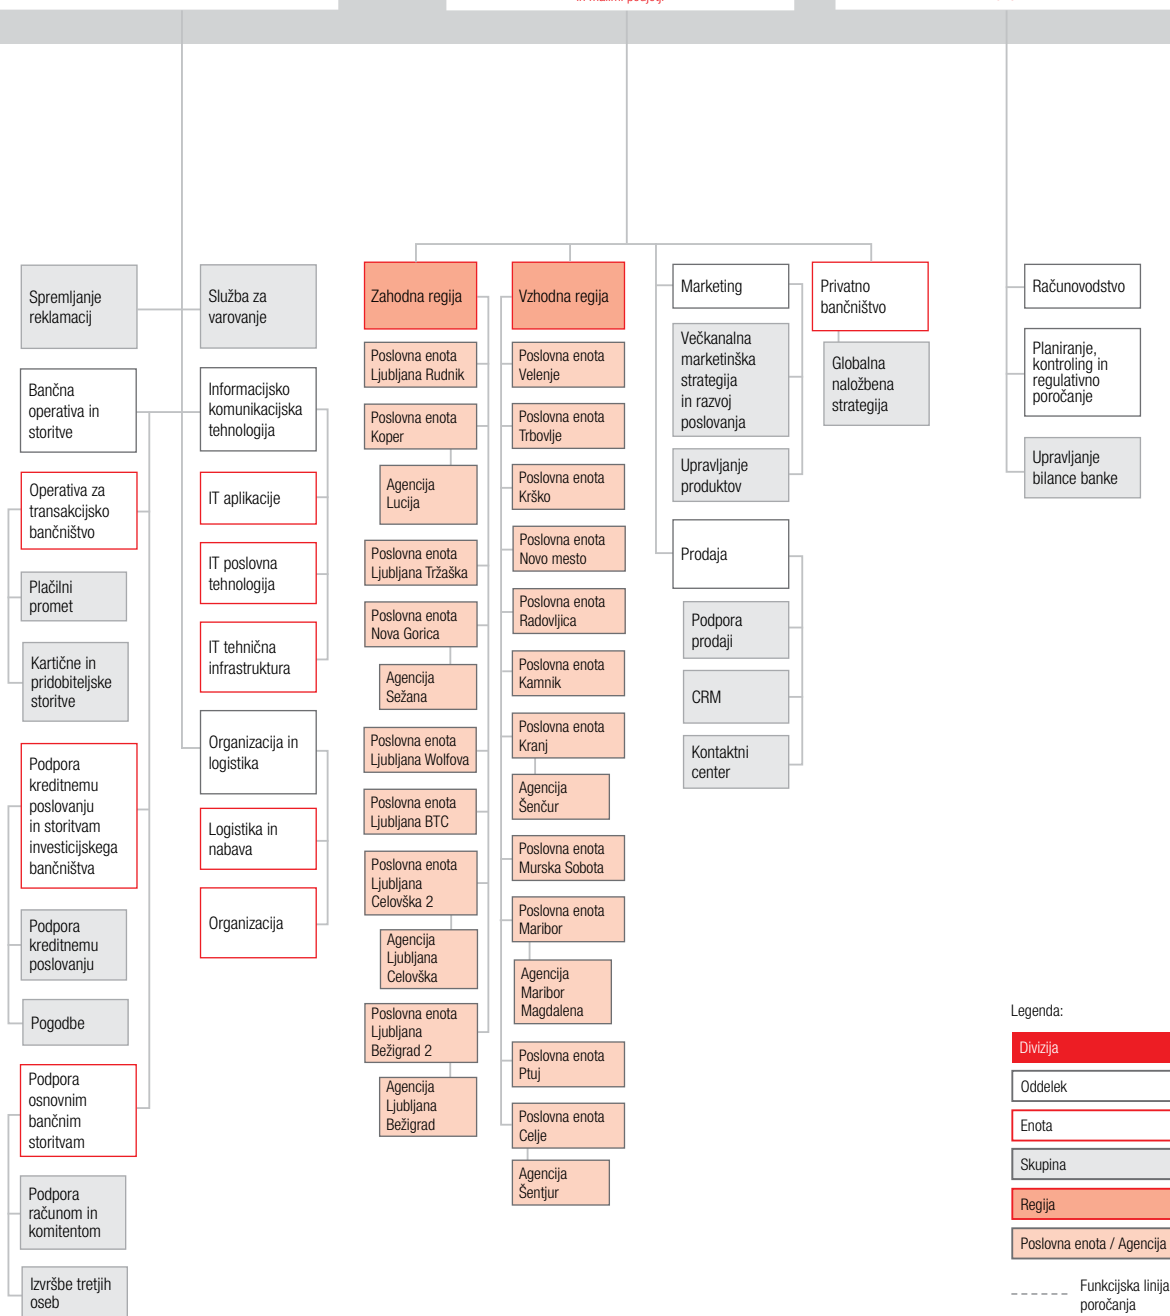 in malimi podjetji
Spremljanje
reklamacij
Bančna
operativa in
storitve
Operativa za
transakcijsko
bančništvo
Plačilni
promet
Kartične in
pridobiteljske
storitve
Podpora
kreditnemu
poslovanju
in storitvam
investicijskega
bančništva
Podpora
kreditnemu
poslovanju
Pogodbe
Podpora
osnovnim
bančnim
storitvam
Podpora
računom in
komitentom
Izvršbe tretjih
oseb
Služba za
varovanje
Informacijsko
komunikacijska
tehnologija
IT aplikacije
IT poslovna
tehnologija
IT tehnična
infrastruktura
Organizacija in
logistika
Logistika in
nabava
Organizacija
Zahodna regija
Poslovna enota
Ljubljana Rudnik
Poslovna enota
Koper
Agencija
Lucija
Poslovna enota
Ljubljana Tržaška
Poslovna enota
Nova Gorica
Agencija
Sežana
Poslovna enota
Ljubljana Wolfova
Poslovna enota
Ljubljana BTC
Poslovna enota
Ljubljana
Celovška 2
Agencija
Ljubljana
Celovška
Poslovna enota
Ljubljana
Bežigrad 2
Agencija
Ljubljana
Bežigrad
Vzhodna regija
Poslovna enota
Velenje
Poslovna enota
Trbovlje
Poslovna enota
Krško
Poslovna enota
Novo mesto
Poslovna enota
Radovljica
Poslovna enota
Kamnik
Poslovna enota
Kranj
Agencija
Šenčur
Poslovna enota
Murska Sobota
Poslovna enota
Maribor
Agencija
Maribor
Magdalena
Poslovna enota
Ptuj
Poslovna enota
Celje
Agencija
Šentjur
Marketing
Večkanalna
marketinška
strategija
in razvoj
poslovanja
Upravljanje
produktov
Prodaja
Podpora
prodaji
CRM
Kontaktni
center
Privatno
bančništvo
Globalna
naložbena
strategija
Računovodstvo
Planiranje,
kontroling in
regulativno
poročanje
Upravljanje
bilance banke
Legenda:
Divizija
Oddelek
Enota
Skupina
Regija
Poslovna enota / Agencija
Funkcijska linija
poročanja